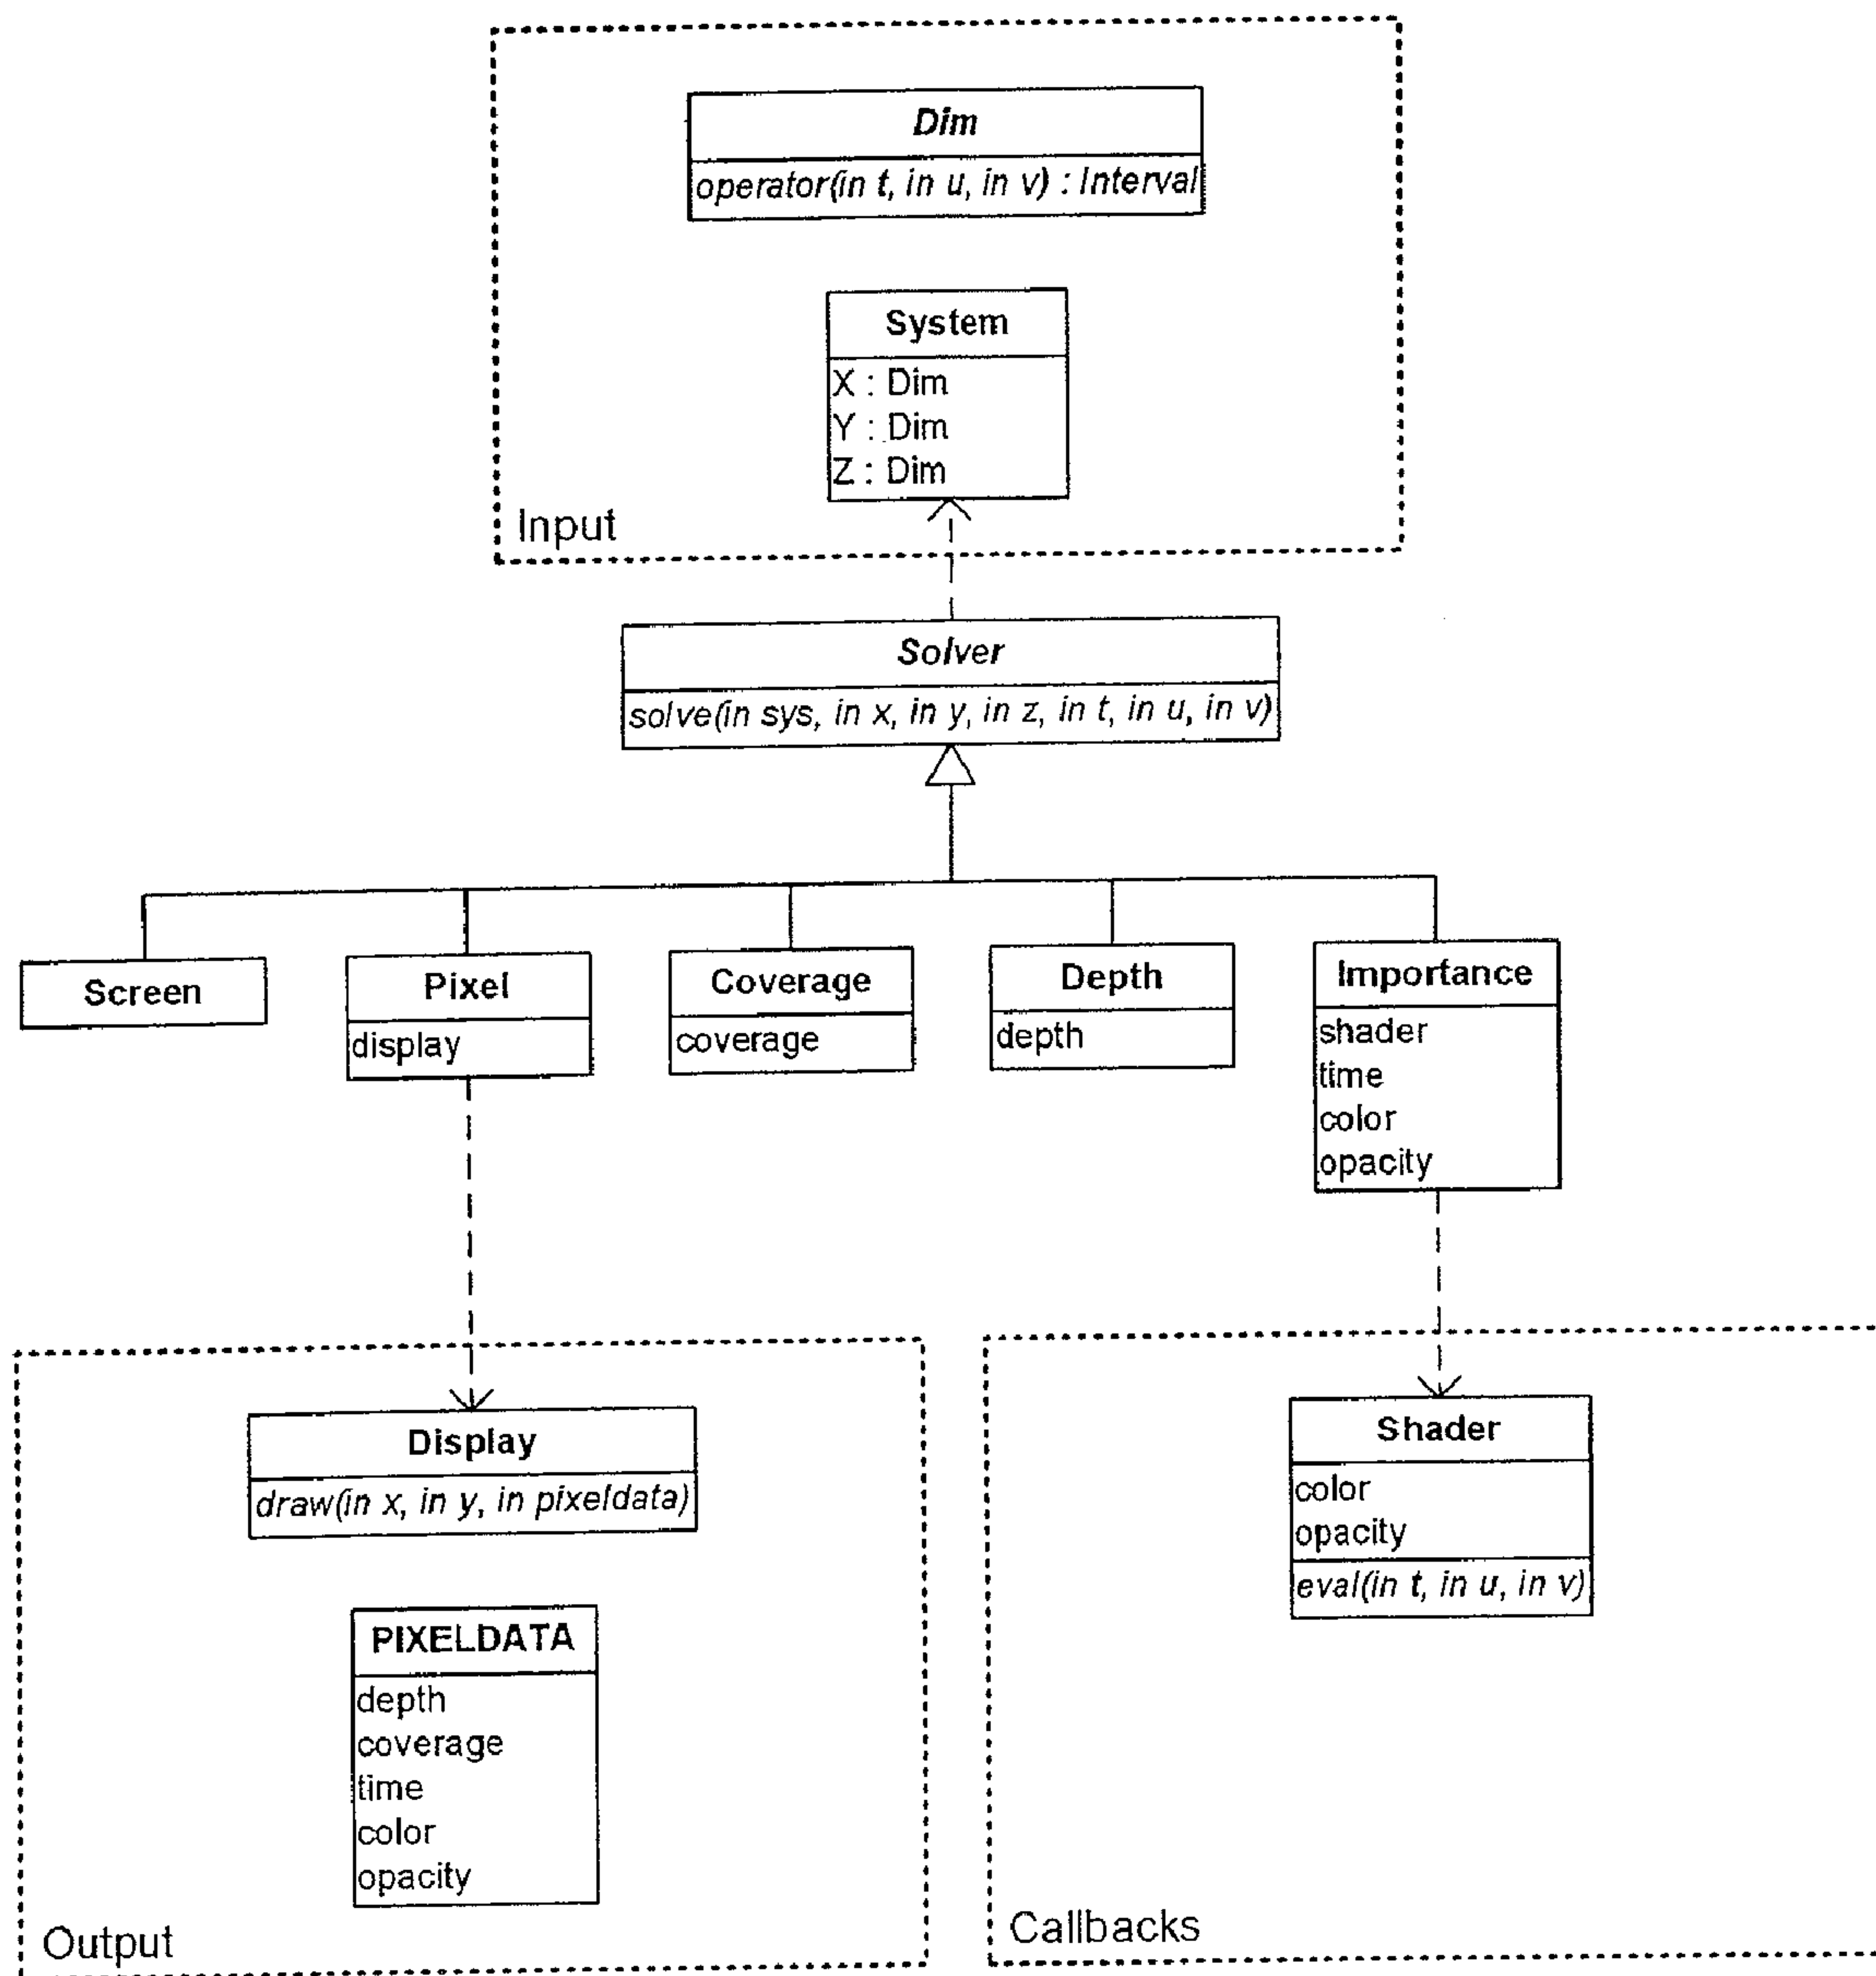 Dim
operator(in t, in u, in v) : Interval
System
X : Dim
Y : Dim
Z : Dim
Input
Solver
solve(in sys, in x, in y, in z, in t, in u, in v)
Screen
Pixel
display
Coverage
coverage
Depth
depth
Importance
shader
time
color
opacity
Display
draw(in x, in y, in pixeldata)
PIXELDATA
depth
coverage
time
color
opacity
Output
Shader
color
opacity
eval(in t, in u, in v)
Callbacks